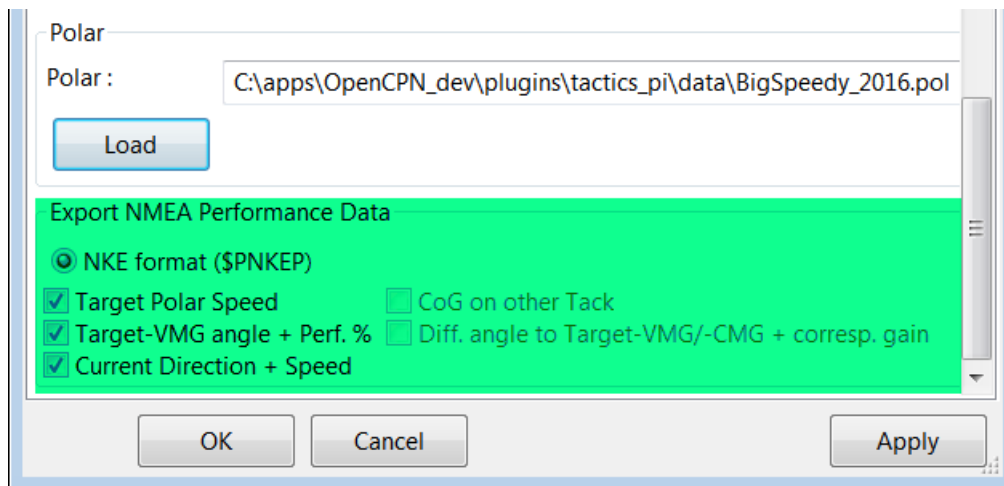 Polar
Polar : C:\apps\OpenCPN_dev\plugins\tactics_pi\data\BigSpeedy_2016.pol
Load
Export NMEA Performance Data
NKE format ($PNKEP)
Target Polar Speed CoG on other Tack
Target-VMG angle + Perf. % Diff. angle to Target-VMG/-CMG + corresp. gain
Current Direction + Speed
OK Cancel Apply